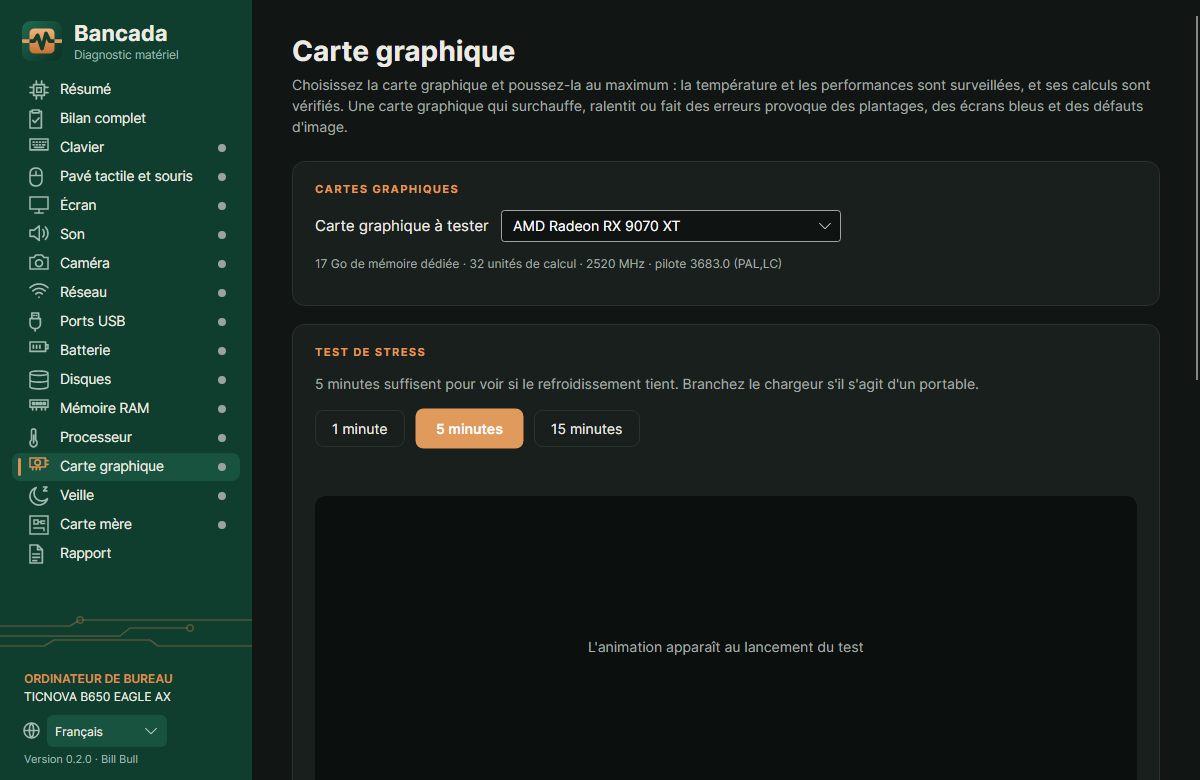 Bancada
Diagnostic matériel
Résumé
Bilan complet
Clavier
Pavé tactile et souris
Écran
Son
Caméra
Réseau
Ports USB
Batterie
Disques
Mémoire RAM
Processeur
Carte graphique
Veille
Carte mère
Rapport
ORDINATEUR DE BUREAU
TICNOVA B650 EAGLE AX
Français
Version 0.2.0 · Bill Bull
Carte graphique
Choisissez la carte graphique et poussez-la au maximum : la température et les performances sont surveillées, et ses calculs sont
vérifiés. Une carte graphique qui surchauffe, ralentit ou fait des erreurs provoque des plantages, des écrans bleus et des défauts
d'image.
CARTES GRAPHIQUES
Carte graphique à tester AMD Radeon RX 9070 XT
17 Go de mémoire dédiée · 32 unités de calcul · 2520 MHz · pilote 3683.0 (PAL,LC)
TEST DE STRESS
5 minutes suffisent pour voir si le refroidissement tient. Branchez le chargeur s'il s'agit d'un portable.
1 minute 5 minutes 15 minutes
L'animation apparaît au lancement du test